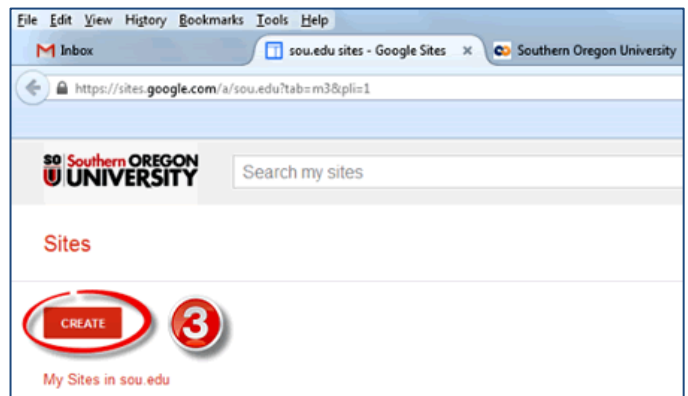 File Edit View History Bookmarks Tools Help
Inbox
sou.edu sites - Google Sites ×
Southern Oregon University
https://sites.google.com/a/sou.edu?tab=m3&pli=1
SO Southern OREGON
U UNIVERSITY
Search my sites
Sites
CREATE
3
My Sites in sou.edu